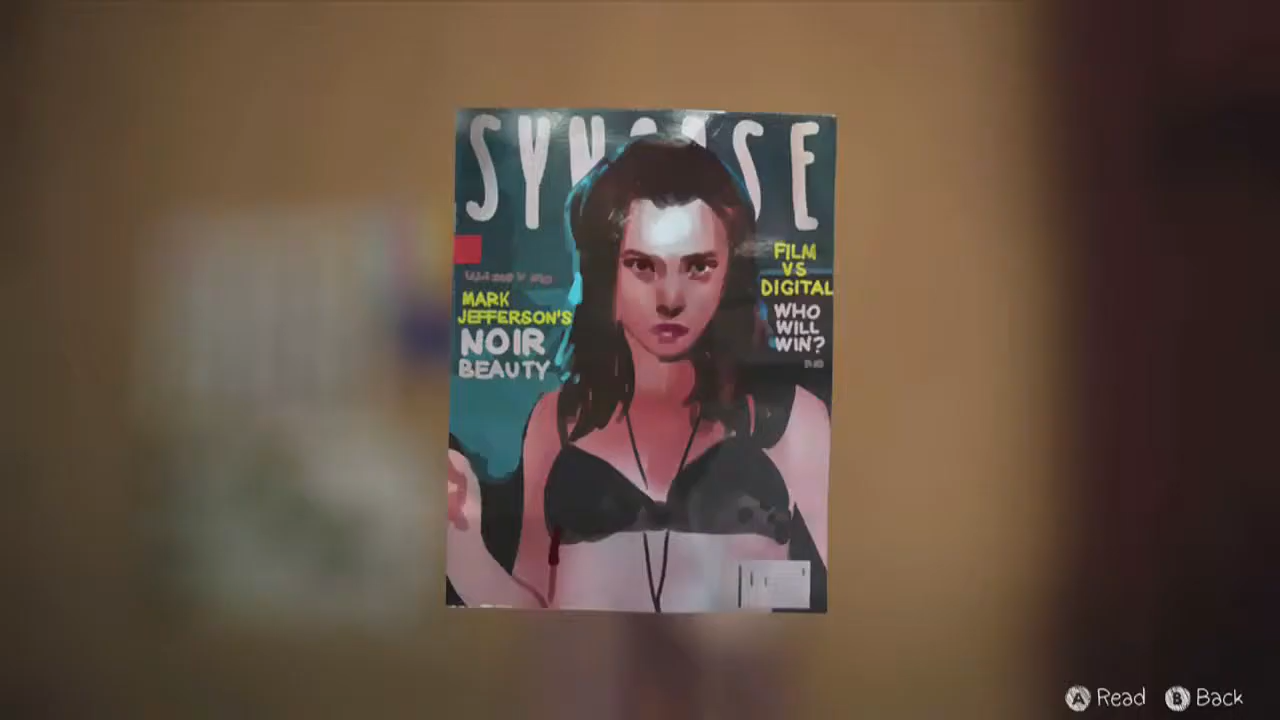 MARK
JEFFERSON'S
NOIR
BEAUTY
FILM
VS
DIGITAL
WHO
WILL
WIN?
A Read B Back